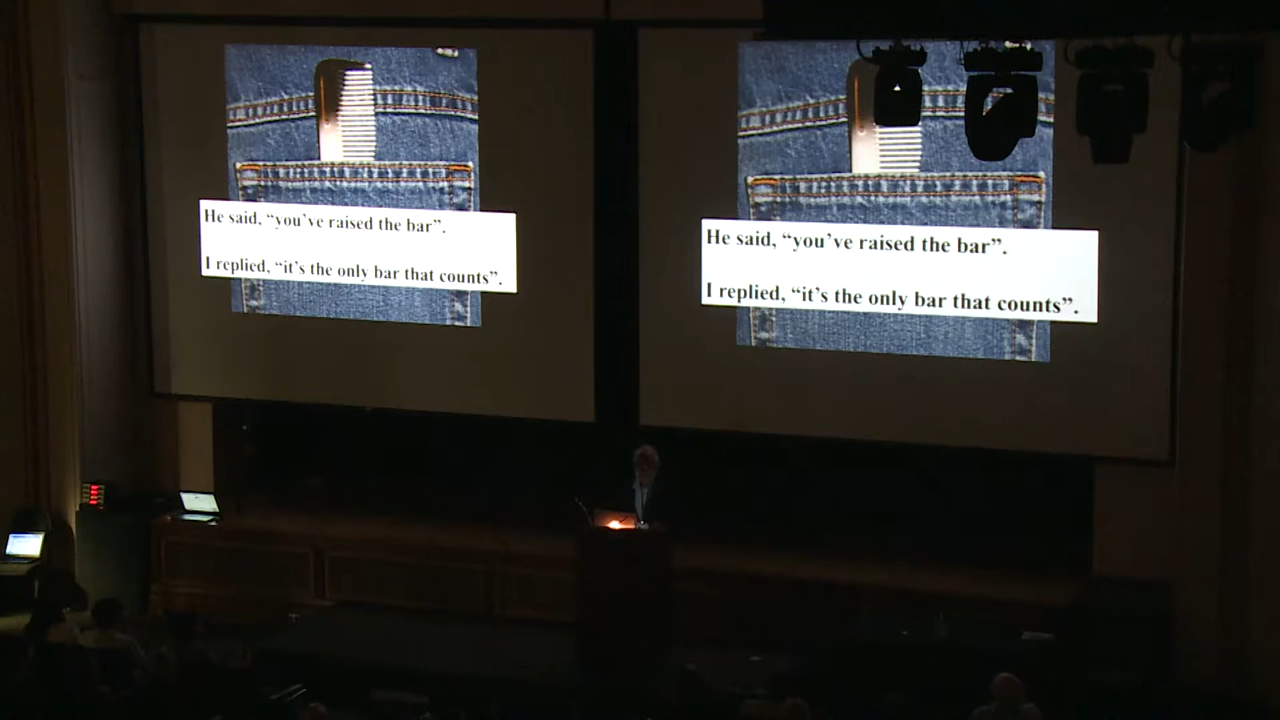 He said, “you’ve raised the bar”.
I replied, “it’s the only bar that counts”.
He said, “you’ve raised the bar”.
I replied, “it’s the only bar that counts”.